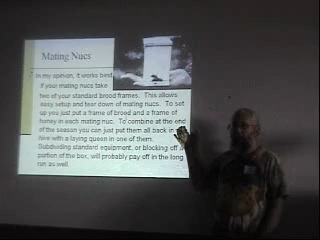 Mating Nucs
In my opinion, it works best
if your mating nucs take
two of your standard brood frames. This allows
easy setup and tear down of mating nucs. To set
up you just put a frame of brood and a frame of
honey in each mating nuc. To combine at the end
of the season you can just put them all back in
hive with a laying queen in one of them.
Subdividing standard equipment, or blocking off
portion of the box, will probably pay off in the long
run as well.